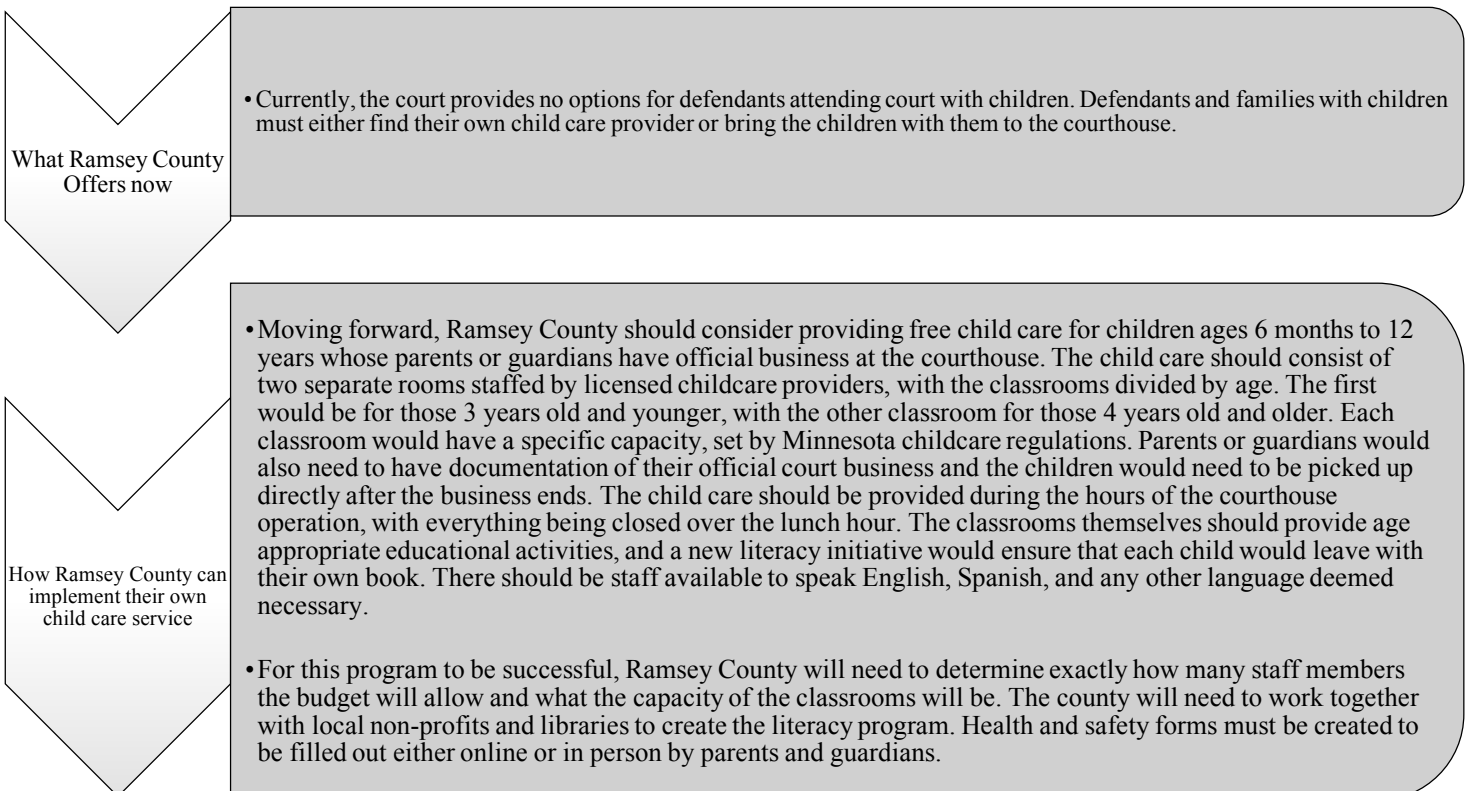 What Ramsey County
Offers now
• Currently, the court provides no options for defendants attending court with children. Defendants and families with children
must either find their own child care provider or bring the children with them to the courthouse.
How Ramsey County can
implement their own
child care service
• Moving forward, Ramsey County should consider providing free child care for children ages 6 months to 12
years whose parents or guardians have official business at the courthouse. The child care should consist of
two separate rooms staffed by licensed childcare providers, with the classrooms divided by age. The first
would be for those 3 years old and younger, with the other classroom for those 4 years old and older. Each
classroom would have a specific capacity, set by Minnesota childcare regulations. Parents or guardians would
also need to have documentation of their official court business and the children would need to be picked up
directly after the business ends. The child care should be provided during the hours of the courthouse
operation, with everything being closed over the lunch hour. The classrooms themselves should provide age
appropriate educational activities, and a new literacy initiative would ensure that each child would leave with
their own book. There should be staff available to speak English, Spanish, and any other language deemed
necessary.
• For this program to be successful, Ramsey County will need to determine exactly how many staff members
the budget will allow and what the capacity of the classrooms will be. The county will need to work together
with local non-profits and libraries to create the literacy program. Health and safety forms must be created to
be filled out either online or in person by parents and guardians.